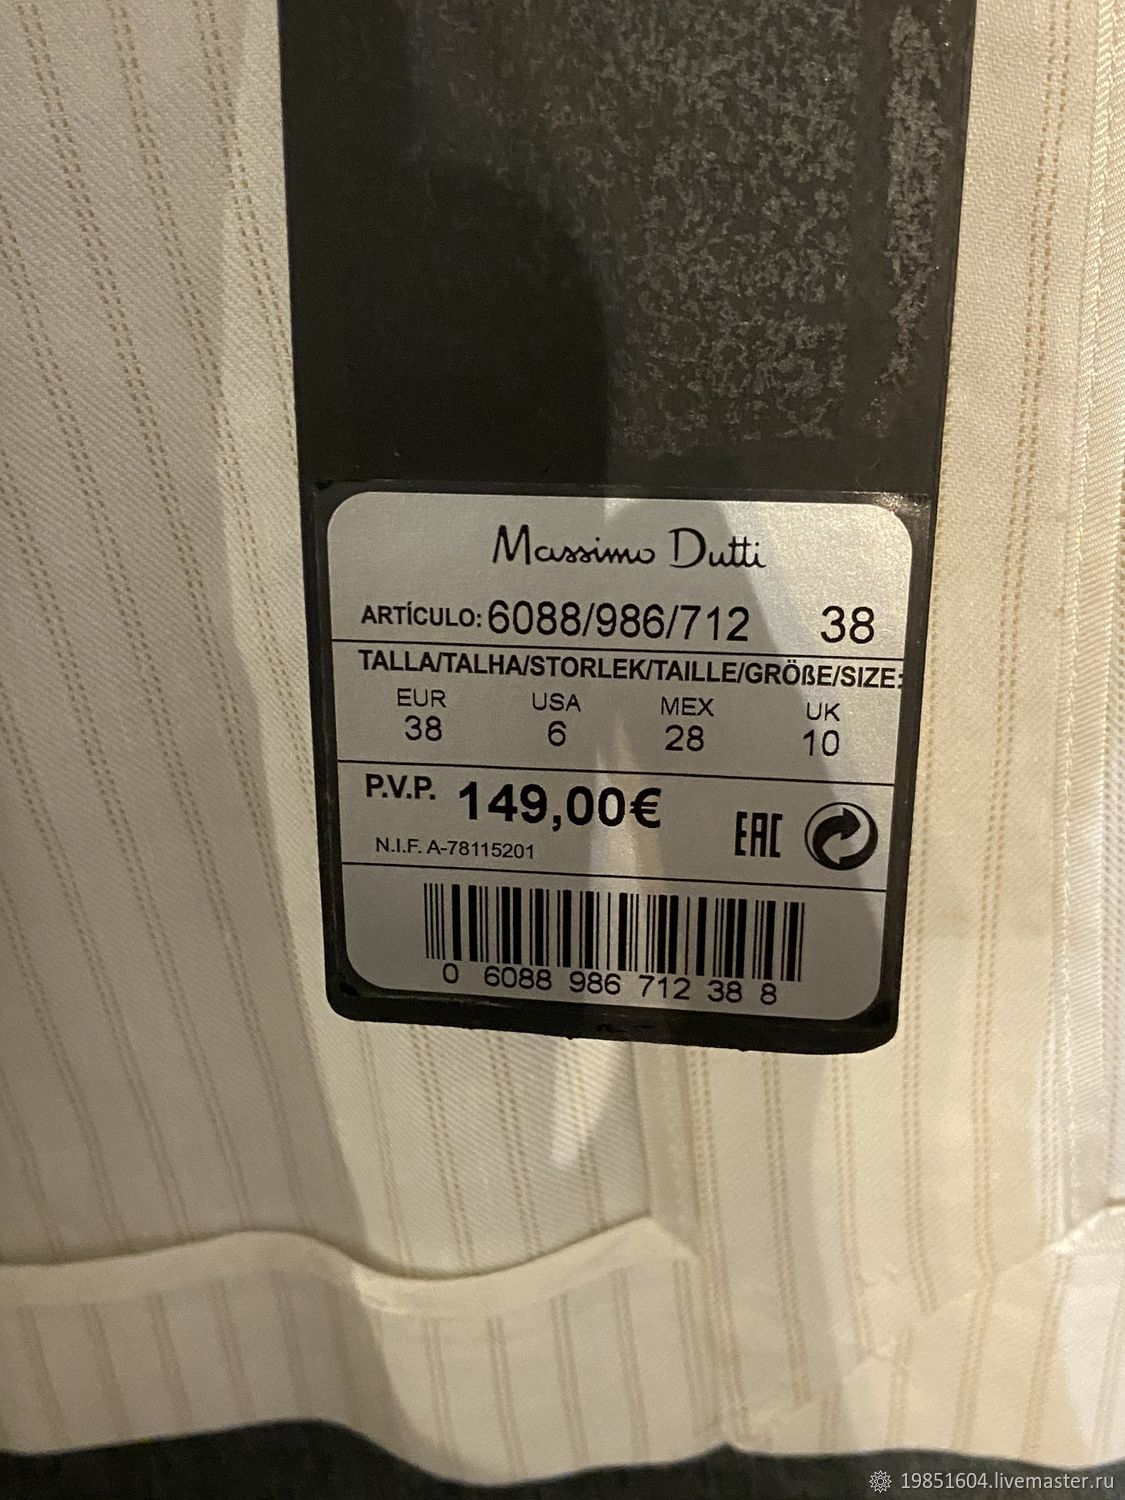 Massimo Dutti
ARTÍCULO: 6088/986/712 38
TALLA/TALHA/STORLEK/TAILLE/GRÖßE/SIZE:
EUR USA MEX UK
38 6 28 10
P.V.P. 149,00€ EAC
N.I.F. A-78115201
0 6088 986 712 38 8
19851604.livemaster.ru